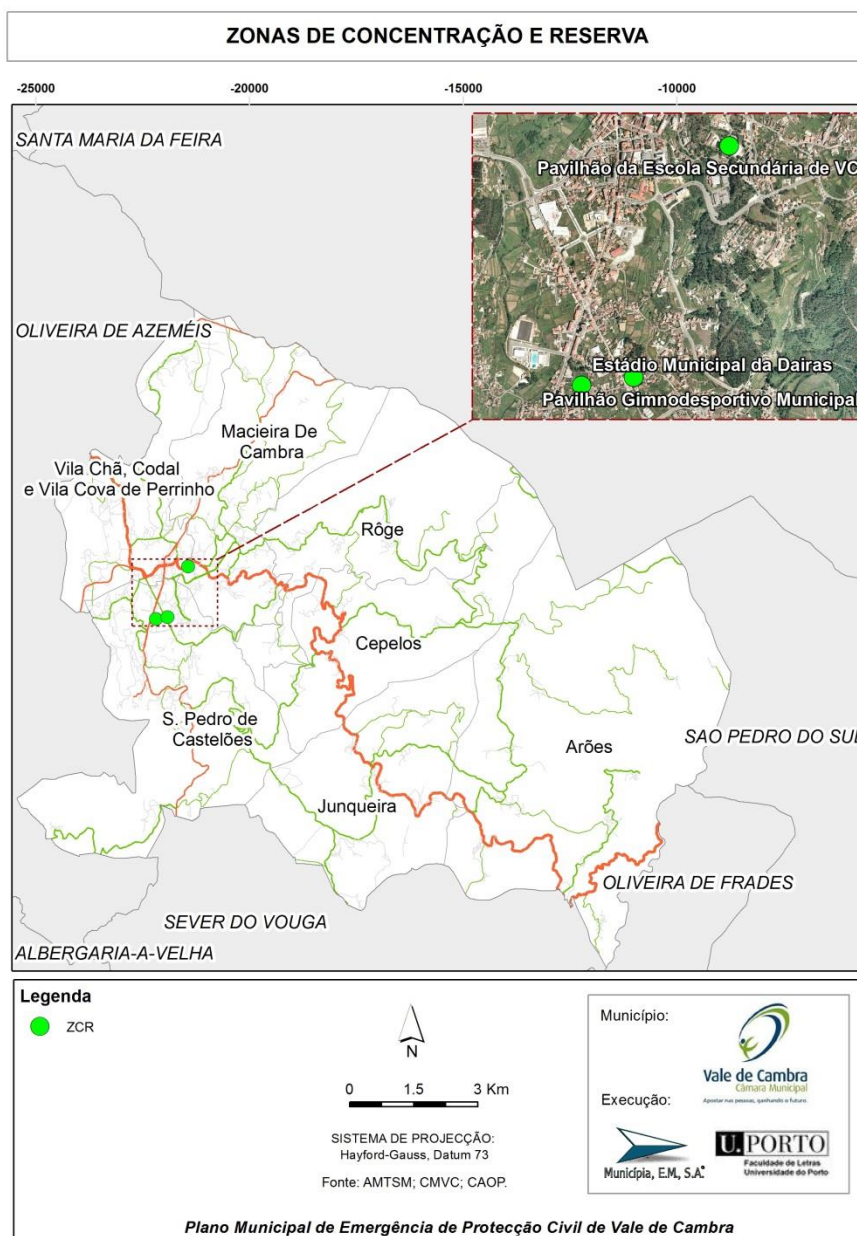 ZONAS DE CONCENTRAÇÃO E RESERVA
-25000
-20000
-15000
-10000
SANTA MARIA DA FEIRA
Pavilhão da Escola Secundária de VC
OLIVEIRA DE AZEMÉIS
Estádio Municipal da Dairas
Pavilhão Gimnodesportivo Municipal
Macieira De
Cambra
Vila Chã, Codal
e Vila Cova de Perrinho
Rôge
Cepelos
S. Pedro de
Castelões
Arões
SAO PEDRO DO SUL
Junqueira
OLIVEIRA DE FRADES
SEVER DO VOUGA
ALBERGARIA-A-VELHA
Legenda
ZCR
N
0 1.5 3 Km
SISTEMA DE PROJECÇÃO:
Hayford-Gauss, Datum 73
Fonte: AMTSM; CMVC; CAOP.
Município:
Vale de Cambra
Câmara Municipal
Apostar nas pessoas, ganhando o futuro.
Execução:
Municípia, E.M., S.A.
U.PORTO
Faculdade de Letras
Universidade do Porto
Plano Municipal de Emergência de Protecção Civil de Vale de Cambra